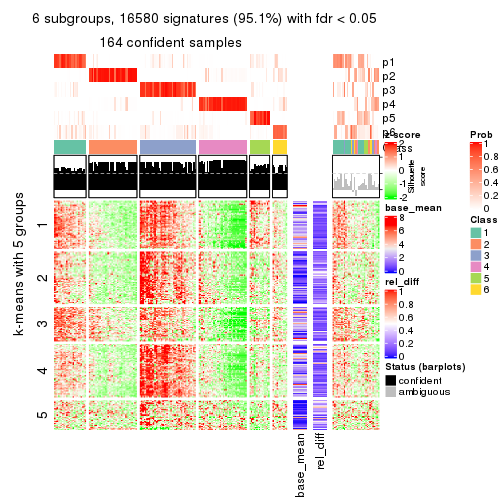 6 subgroups, 16580 signatures (95.1%) with fdr < 0.05
164 confident samples
p1
p2
p3
p4
p5
p6
Class
z-score
2
1
0
-1
-2
Silhouette
score
1
2
3
4
5
k-means with 5 groups
base_mean
rel_diff
base_mean
8
6
4
2
0
rel_diff
1
0.8
0.6
0.4
0.2
0
Status (barplots)
confident
ambiguous
Prob
1
0.8
0.6
0.4
0.2
0
Class
1
2
3
4
5
6